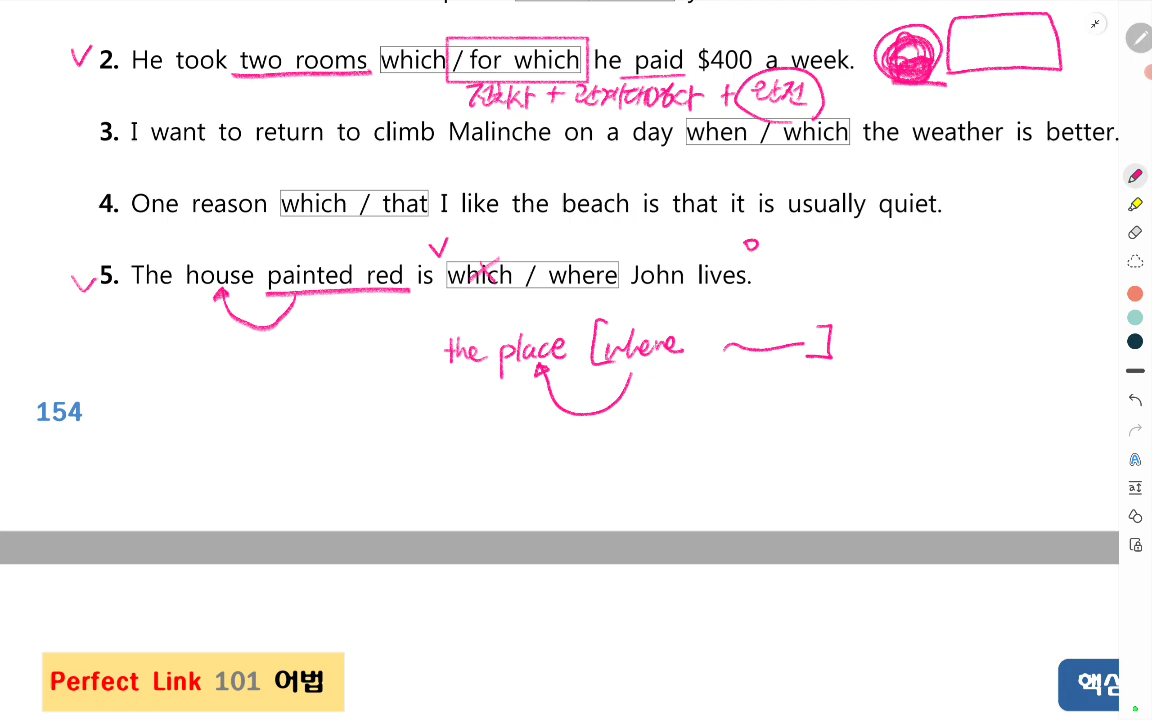 2. He took two rooms which / for which he paid $400 a week.
전치사 + 관계대명사 + 완전
3. I want to return to climb Malinche on a day when / which the weather is better.
4. One reason which / that I like the beach is that it is usually quiet.
5. The house painted red is which / where John lives.
the place [where ]
154
Perfect Link 101 어법